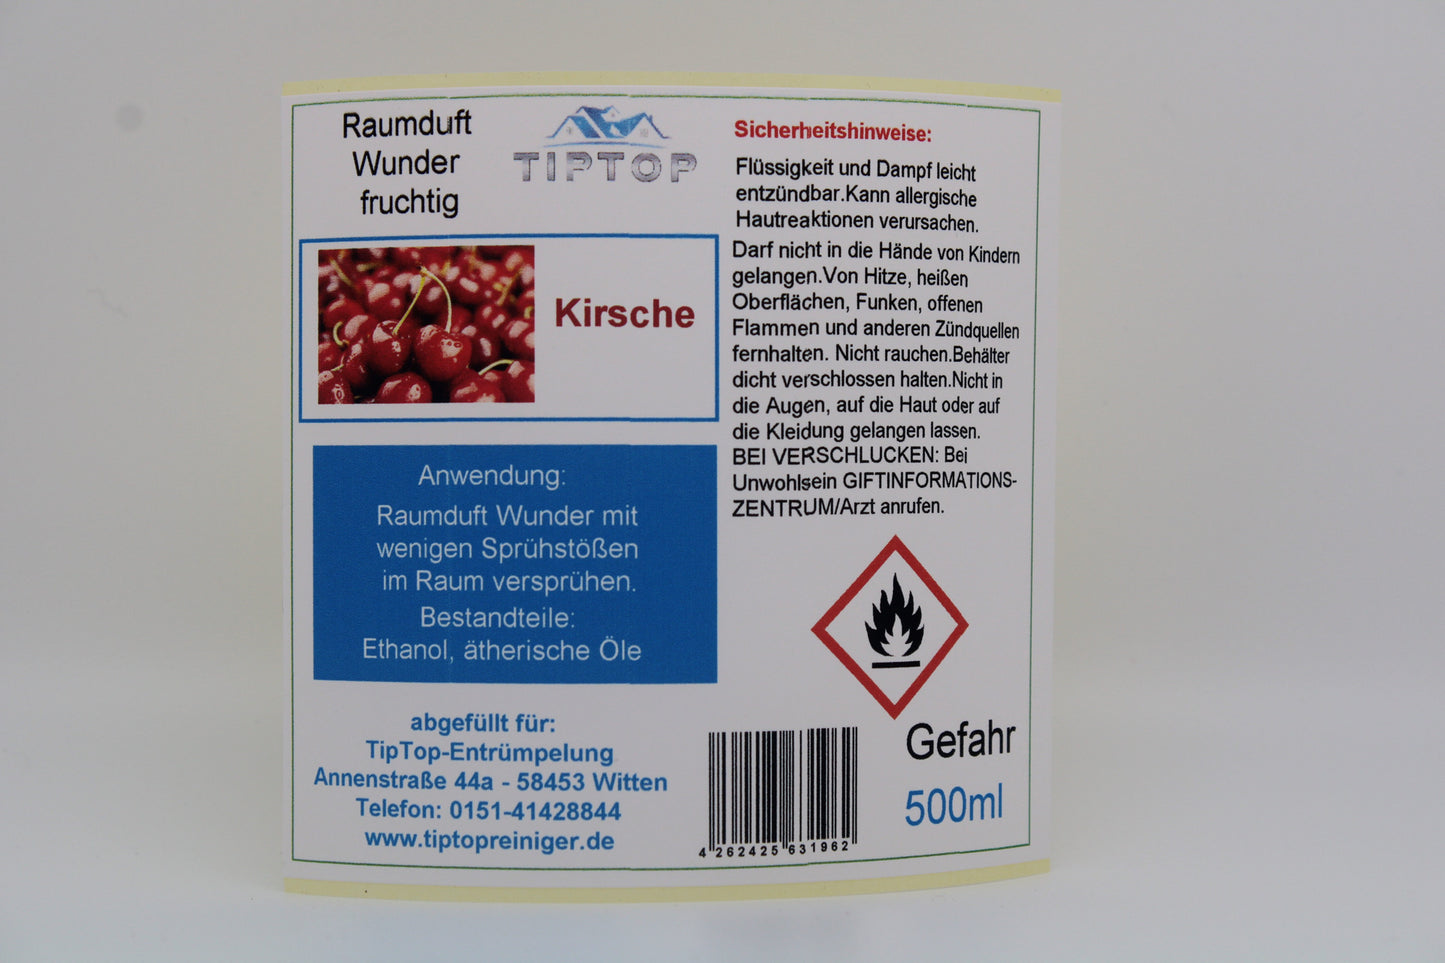 Raumduft
Wunder
fruchtig
TIPTOP
Kirsche
Anwendung:
Raumduft Wunder mit
wenigen Sprühstößen
im Raum versprühen.
Bestandteile:
Ethanol, ätherische Öle
abgefüllt für:
TipTop-Entrümpelung
Annenstraße 44a - 58453 Witten
Telefon: 0151-41428844
www.tiptopreiniger.de
Sicherheitshinweise:
Flüssigkeit und Dampf leicht
entzündbar.Kann allergische
Hautreaktionen verursachen.
Darf nicht in die Hände von Kindern
gelangen.Von Hitze, heißen
Oberflächen, Funken, offenen
Flammen und anderen Zündquellen
fernhalten. Nicht rauchen.Behälter
dicht verschlossen halten.Nicht in
die Augen, auf die Haut oder auf
die Kleidung gelangen lassen.
BEI VERSCHLUCKEN: Bei
Unwohlsein GIFTINFORMATIONS-
ZENTRUM/Arzt anrufen.
Gefahr
500ml
4 262425 631962